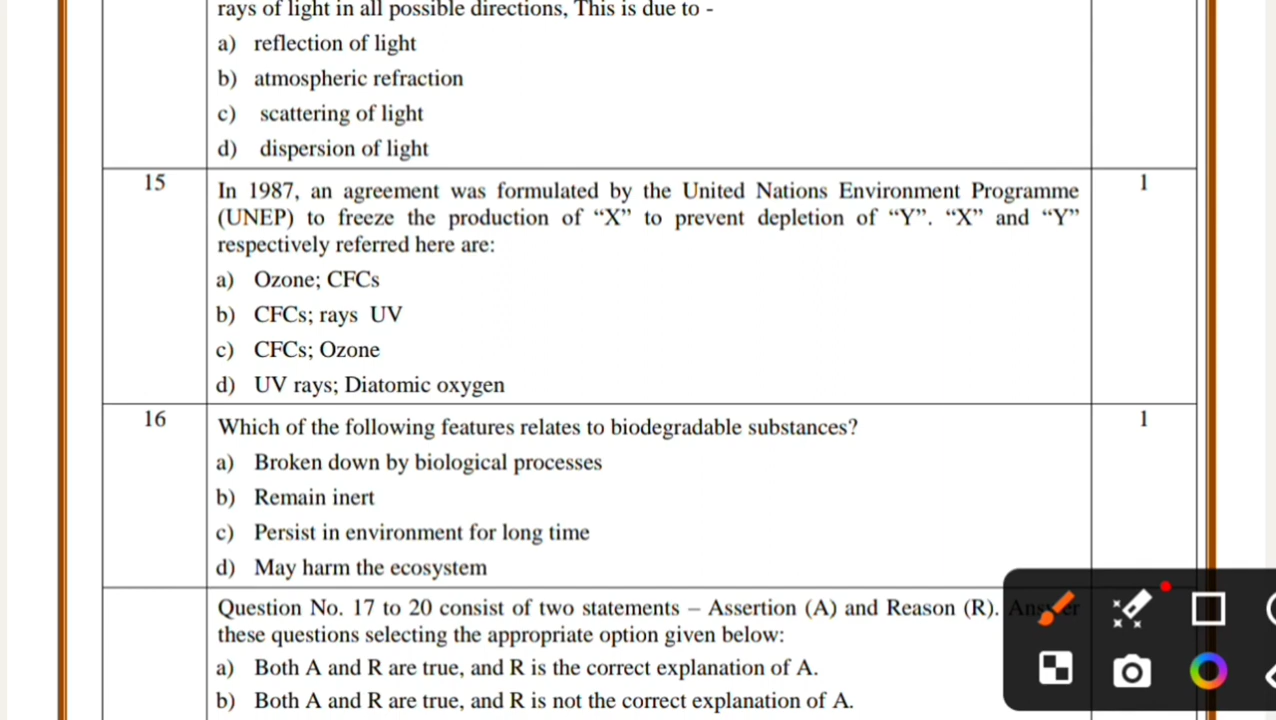 rays of light in all possible directions, This is due to -
a) reflection of light
b) atmospheric refraction
c) scattering of light
d) dispersion of light
15
In 1987, an agreement was formulated by the United Nations Environment Programme 1
(UNEP) to freeze the production of “X” to prevent depletion of “Y”. “X” and “Y”
respectively referred here are:
a) Ozone; CFCs
b) CFCs; rays UV
c) CFCs; Ozone
d) UV rays; Diatomic oxygen
16
Which of the following features relates to biodegradable substances? 1
a) Broken down by biological processes
b) Remain inert
c) Persist in environment for long time
d) May harm the ecosystem
Question No. 17 to 20 consist of two statements – Assertion (A) and Reason (R). Answer
these questions selecting the appropriate option given below:
a) Both A and R are true, and R is the correct explanation of A.
b) Both A and R are true, and R is not the correct explanation of A.